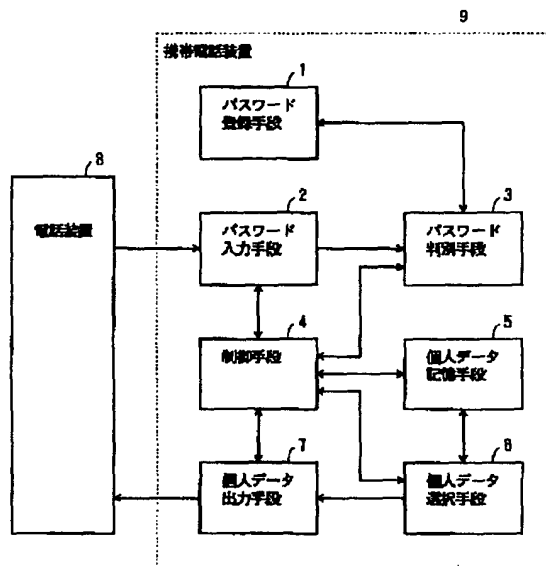 9
携帯電話装置
1
パスワード
登録手段
8
電話装置
2
パスワード
入力手段
3
パスワード
判別手段
4
制御手段
5
個人データ
記憶手段
7
個人データ
出力手段
6
個人データ
選択手段